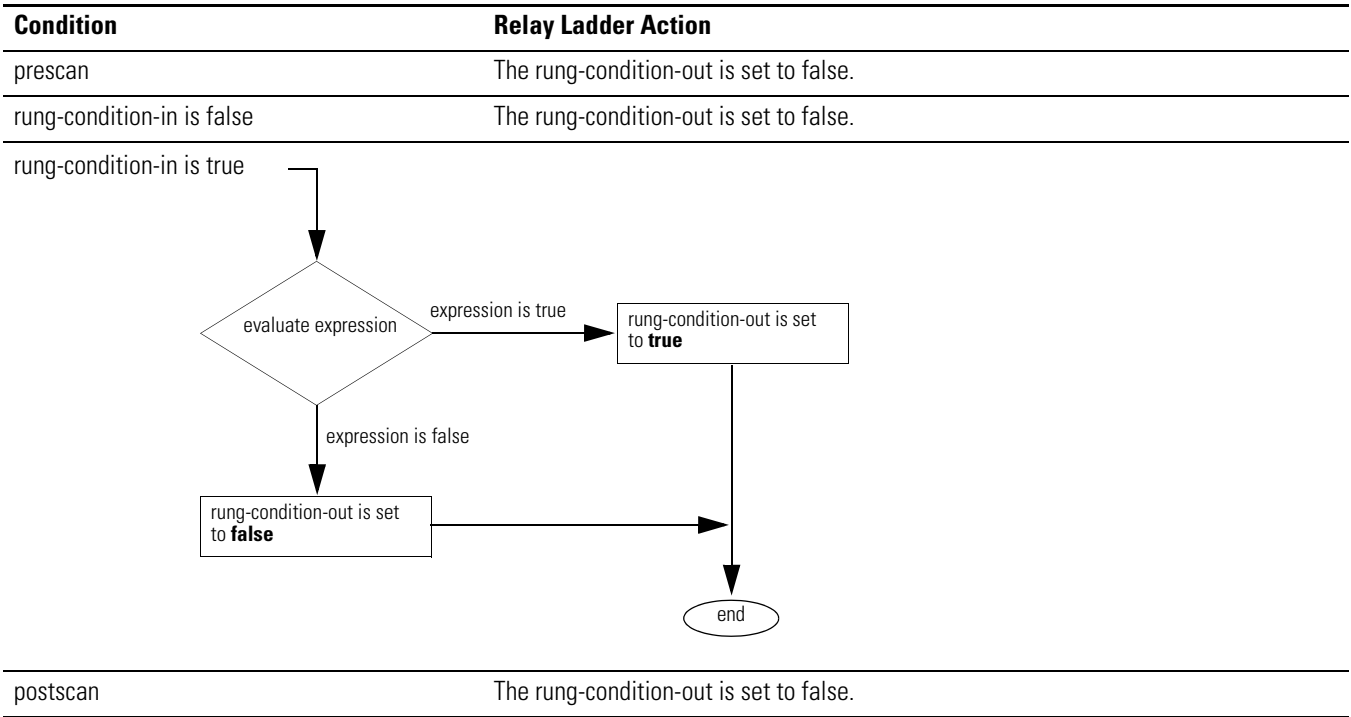 Condition Relay Ladder Action
prescan The rung-condition-out is set to false.
rung-condition-in is false The rung-condition-out is set to false.
rung-condition-in is true
evaluate expression
expression is true
rung-condition-out is set
to true
expression is false
rung-condition-out is set
to false
end
postscan The rung-condition-out is set to false.